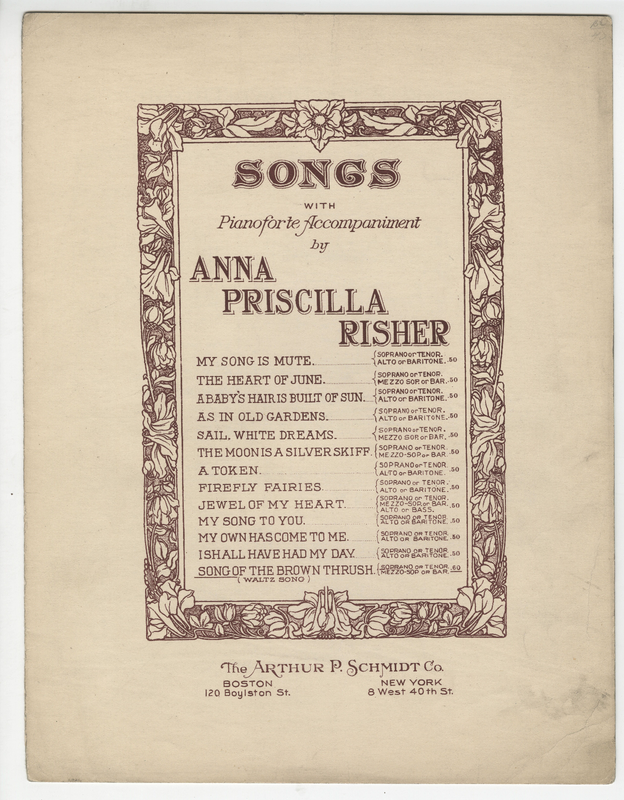 SONGS
WITH
Pianoforte Accompaniment
by
ANNA
PRISCILLA
RISHER
MY SONG IS MUTE. SOPRANO or TENOR. ALTO or BARITONE. .50
THE HEART OF JUNE. SOPRANO or TENOR. MEZZO SOP. or BAR. .50
A BABY'S HAIR IS BUILT OF SUN. SOPRANO or TENOR. ALTO or BARITONE. .50
AS IN OLD GARDENS. SOPRANO or TENOR. ALTO or BARITONE. .50
SAIL, WHITE DREAMS. SOPRANO or TENOR. MEZZO SOP. or BAR. .50
THE MOON IS A SILVER SKIFF. SOPRANO or TENOR. MEZZO-SOP. or BAR. .50
A TOKEN. SOPRANO or TENOR. ALTO or BARITONE. .50
FIREFLY FAIRIES. SOPRANO or TENOR. ALTO or BARITONE. .50
JEWEL OF MY HEART. SOPRANO or TENOR. MEZZO-SOP. or BAR. ALTO or BASS. .60
MY SONG TO YOU. SOPRANO or TENOR ALTO or BARITONE. .50
MY OWN HAS COME TO ME. SOPRANO or TENOR ALTO or BARITONE. .50
I SHALL HAVE HAD MY DAY. SOPRANO or TENOR ALTO or BARITONE. .50
SONG OF THE BROWN THRUSH. SOPRANO or TENOR MEZZO-SOP. or BAR. .60
(WALTZ SONG)
The ARTHUR P. SCHMIDT Co.
BOSTON NEW YORK
120 Boylston St. 8 West 40th St.